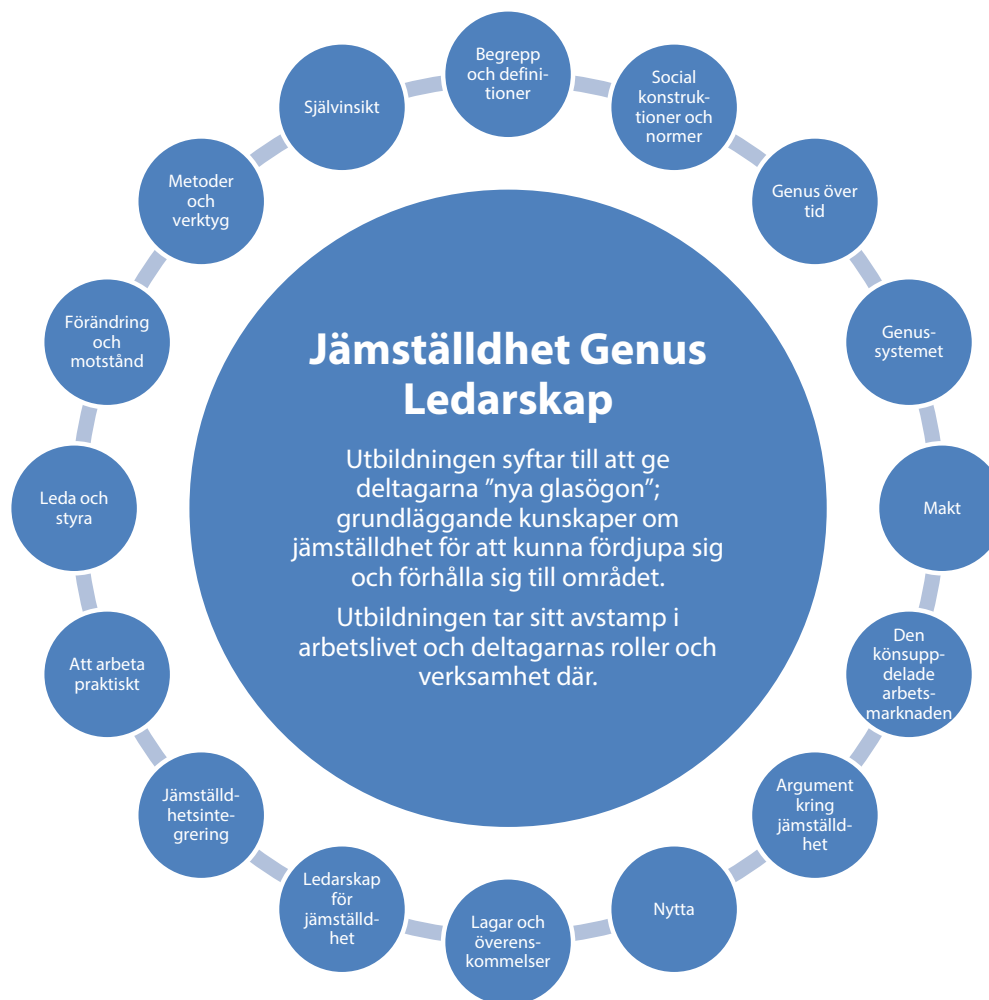 Begrepp
och defini-
tioner
Social
konstruk-
tioner och
normer
Genus över
tid
Genus-
systemet
Makt
Den
könsupp-
delade
arbets-
marknaden
Argument
kring
jämställd-
het
Nytta
Lagar och
överens-
kommelser
Ledarskap
för
jämställd-
het
Jämställd-
hetsinte-
grering
Att arbeta
praktiskt
Leda och
styra
Förändring
och
motstånd
Metoder
och
verktyg
Självinsikt
Jämställdhet Genus
Ledarskap
Utbildningen syftar till att ge
deltagarna ”nya glasögon”;
grundläggande kunskaper om
jämställdhet för att kunna fördjupa sig
och förhålla sig till området.
Utbildningen tar sitt avstamp i
arbetslivet och deltagarnas roller och
verksamhet där.